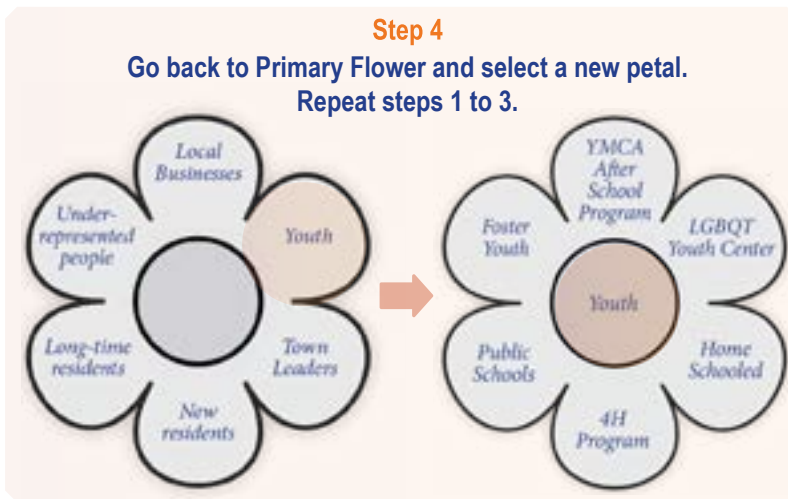 Step 4
Go back to Primary Flower and select a new petal.
Repeat steps 1 to 3.
Local
Businesses
Youth
Town
Leaders
New
residents
Long-time
residents
Under-
represented
people
YMCA
After
School
Program
LGBQT
Youth Center
Home
Schooled
4H
Program
Public
Schools
Foster
Youth
Youth